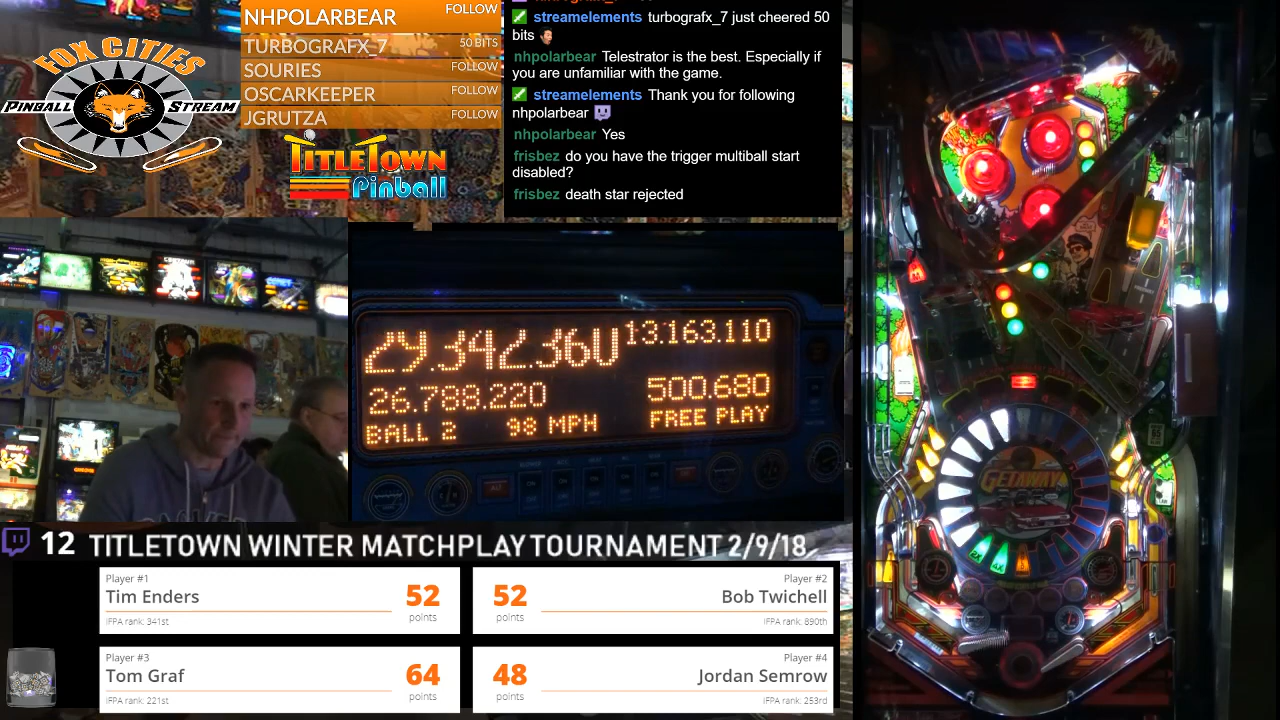 FOX CITIES
PINBALL STREAM
NHPOLARBEAR FOLLOW
TURBOGRAFX_7 50 BITS
SOURIES FOLLOW
OSCARKEEPER FOLLOW
JGRUTZA FOLLOW
TITLETOWN
Pinball
streamelements turbografx_7 just cheered 50
bits
nhpolarbear Telestrator is the best. Especially if
you are unfamiliar with the game.
streamelements Thank you for following
nhpolarbear
nhpolarbear Yes
frisbez do you have the trigger multiball start
disabled?
frisbez death star rejected
13.163.110
26.788.220 500.680
BALL 2 98 MPH FREE PLAY
GETAWAY
12 TITLETOWN WINTER MATCHPLAY TOURNAMENT 2/9/18
Player #1
Tim Enders
IFPA rank: 341st
52
points
52
points
Player #2
Bob Twichell
IFPA rank: 890th
Player #3
Tom Graf
IFPA rank: 221st
64
points
48
points
Player #4
Jordan Semrow
IFPA rank: 253rd